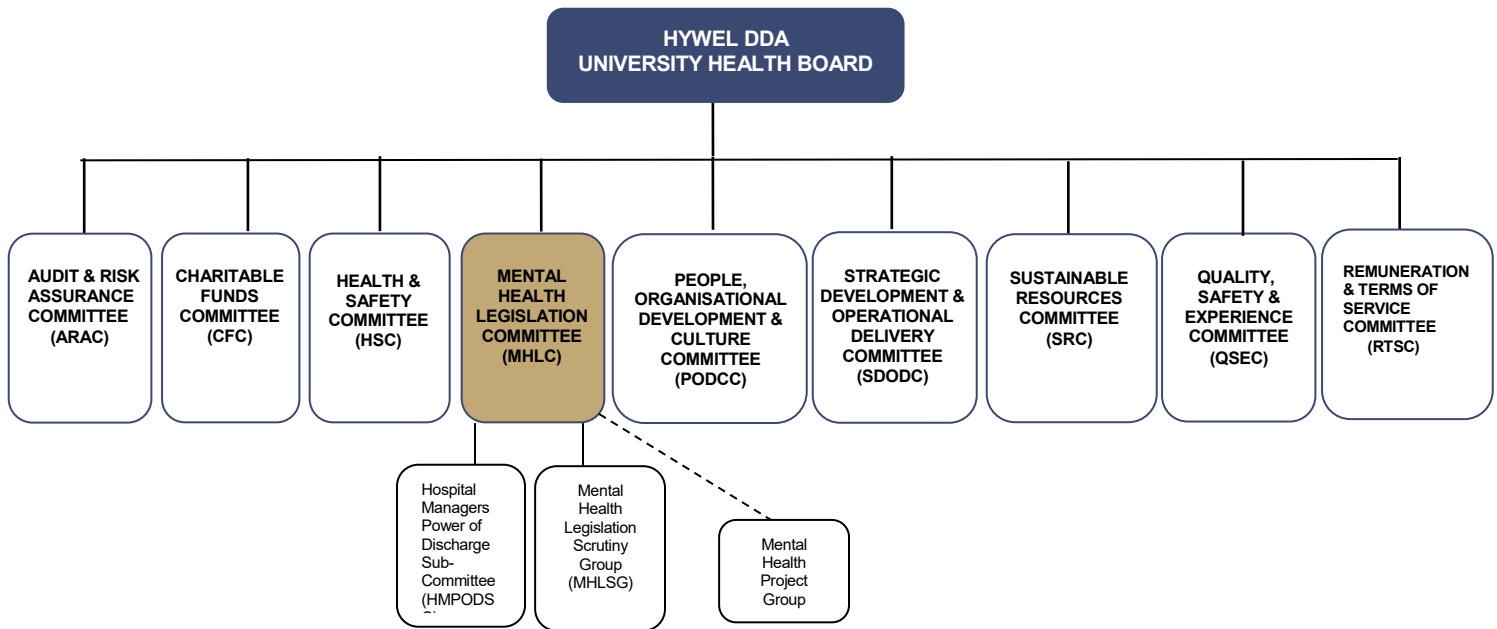 HYWEL DDA
UNIVERSITY HEALTH BOARD
AUDIT & RISK
ASSURANCE
COMMITTEE
(ARAC)
CHARITABLE
FUNDS
COMMITTEE
(CFC)
HEALTH &
SAFETY
COMMITTEE
(HSC)
MENTAL
HEALTH
LEGISLATION
COMMITTEE
(MHLC)
PEOPLE,
ORGANISATIONAL
DEVELOPMENT &
CULTURE
COMMITTEE
(PODCC)
STRATEGIC
DEVELOPMENT &
OPERATIONAL
DELIVERY
COMMITTEE
(SDODC)
SUSTAINABLE
RESOURCES
COMMITTEE
(SRC)
QUALITY,
SAFETY &
EXPERIENCE
COMMITTEE
(QSEC)
REMUNERATION
& TERMS OF
SERVICE
COMMITTEE
(RTSC)
Hospital
Managers
Power of
Discharge
Sub-
Committee
(HMPODS
Mental
Health
Legislation
Scrutiny
Group
(MHLSG)
Mental
Health
Project
Group